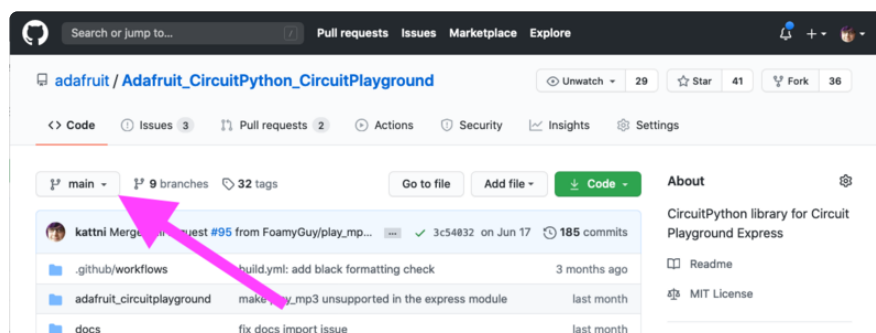 Search or jump to... /
Pull requests Issues Marketplace Explore
adafruit / Adafruit_CircuitPython_CircuitPlayground
Unwatch 29 Star 41 Fork 36
Code Issues 3 Pull requests 2 Actions Security Insights Settings
main 9 branches 32 tags Go to file Add file Code
kattni #95 from FoamyGuy/play_mp... ... 3c54032 on Jun 17 185 commits
.github/workflows build.yml: add black formatting check 3 months ago
adafruit_circuitplayground make play_mp3 unsupported in the express module last month
docs fix docs import issue last month
About
CircuitPython library for Circuit
Playground Express
Readme
MIT License